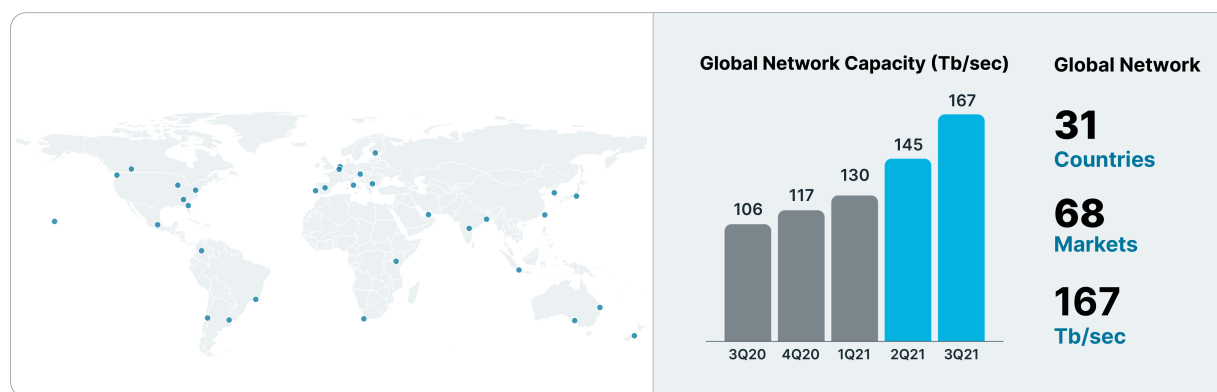 Global Network Capacity (Tb/sec)
167
145
130
117
106
3Q20 4Q20 1Q21 2Q21 3Q21
Global Network
31
Countries
68
Markets
167
Tb/sec